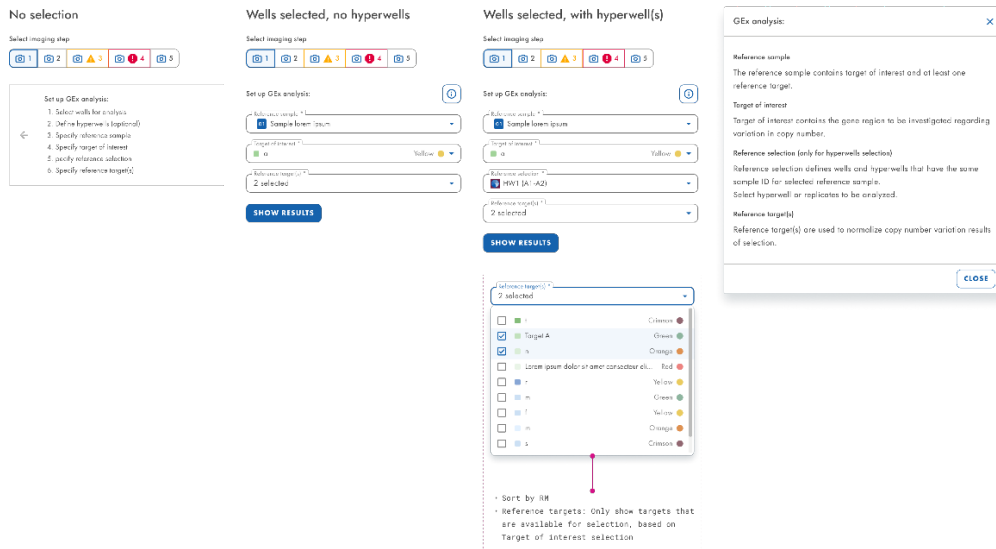 No selection
Select imaging step
1 2 3 4 5
Set up GEx analysis:
1. Select wells for analysis
2. Define hyperwells (optional)
3. Specify reference sample
4. Specify target of interest
5. pecify reference selection
6. Specify reference target(s)
Wells selected, no hyperwells
Select imaging step
1 2 3 4 5
Set up GEx analysis:
Reference sample *
01 Sample lorem ipsum
Target of interest *
a Yellow
Reference target(s) *
2 selected
SHOW RESULTS
Wells selected, with hyperwell(s)
Select imaging step
1 2 3 4 5
Set up GEx analysis:
Reference sample *
01 Sample lorem ipsum
Target of interest *
a Yellow
Reference selection *
HW1 (A1-A2)
Reference target(s) *
2 selected
SHOW RESULTS
Reference target(s) *
2 selected
Crimson
Target A Green
n Orange
Lorem ipsum dolor sit amet consectetur eli... Red
r Yellow
m Green
f Yellow
m Orange
s Crimson
• Sort by RM
• Reference targets: Only show targets
that are available for selection, based on
Target of interest selection
GEx analysis:
Reference sample
The reference sample contains target of interest and at least one
reference target.
Target of interest
Target of interest contains the gene region to be investigated regarding
variation in copy number.
Reference selection (only for hyperwells selection)
Reference selection defines wells and hyperwells that have the same
sample ID for selected reference sample.
Select hyperwell or replicates to be analyzed.
Reference target(s)
Reference target(s) are used to normalize copy number variation results
of selection.
CLOSE